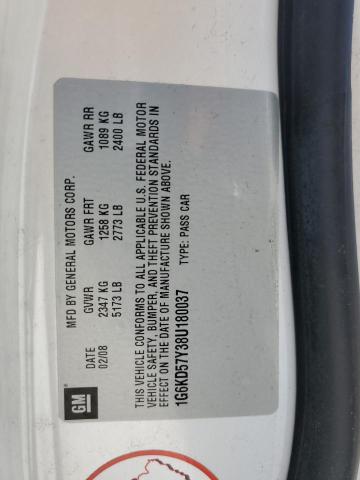 GM
MFD BY GENERAL MOTORS CORP.
DATE GVWR GAWR FRT GAWR RR
02/08 2347 KG 1258 KG 1089 KG
5173 LB 2773 LB 2400 LB
THIS VEHICLE CONFORMS TO ALL APPLICABLE U.S. FEDERAL MOTOR
VEHICLE SAFETY, BUMPER, AND THEFT PREVENTION STANDARDS IN
EFFECT ON THE DATE OF MANUFACTURE SHOWN ABOVE.
1G6KD57Y38U180037 TYPE: PASS CAR